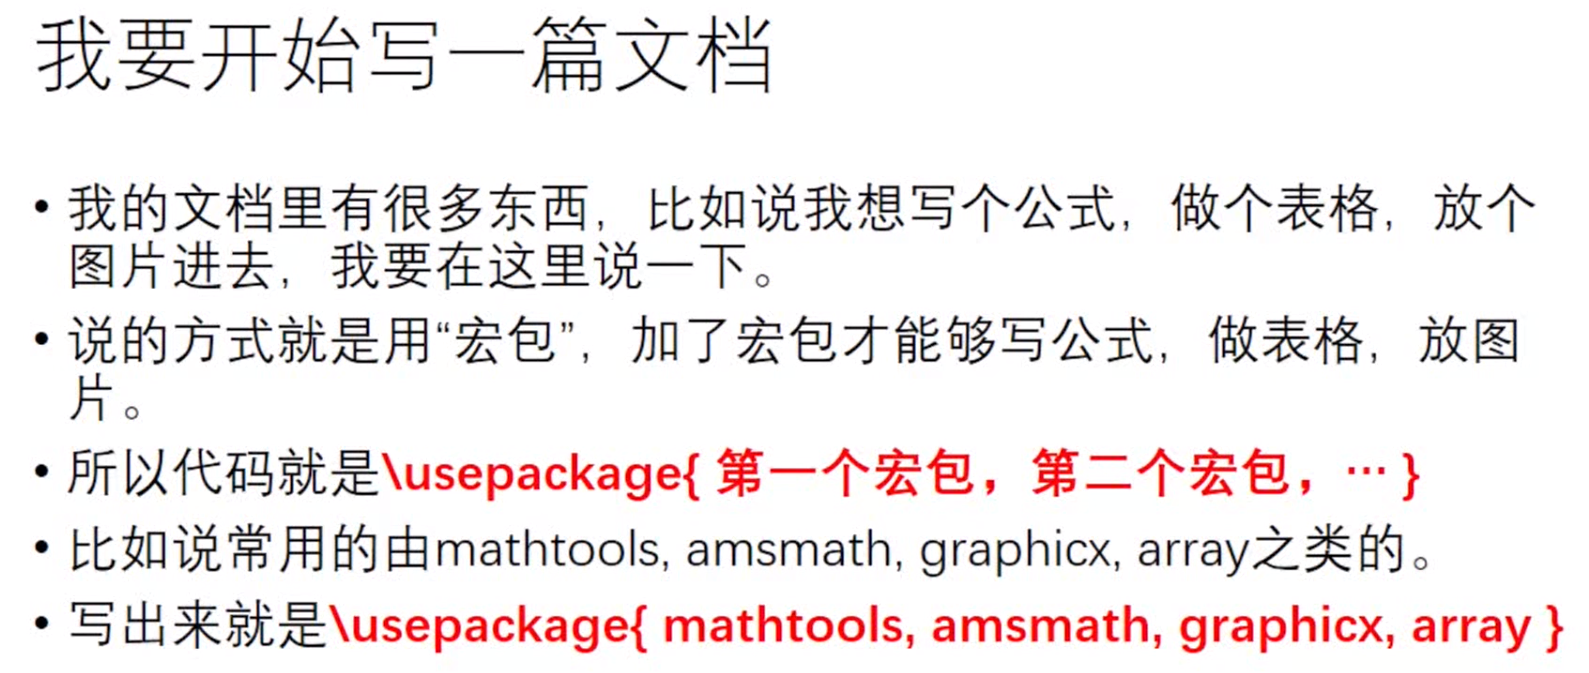 我要开始写一篇文档
• 我的文档里有很多东西，比如说我想写个公式，做个表格，放个
图片进去，我要在这里说一下。
• 说的方式就是用“宏包”，加了宏包才能够写公式，做表格，放图
片。
• 所以代码就是\usepackage{ 第一个宏包，第二个宏包，… }
• 比如说常用的由mathtools, amsmath, graphicx, array之类的。
• 写出来就是\usepackage{ mathtools, amsmath, graphicx, array }